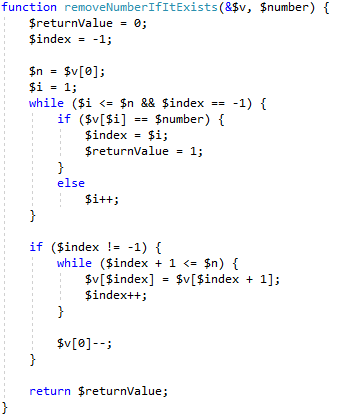 function removeNumberIfItExists(&$v, $number) {
    $returnValue = 0;
    $index = -1;

    $n = $v[0];
    $i = 1;
    while ($i <= $n && $index == -1) {
        if ($v[$i] == $number) {
            $index = $i;
            $returnValue = 1;
        }
        else
            $i++;
    }

    if ($index != -1) {
        while ($index + 1 <= $n) {
            $v[$index] = $v[$index + 1];
            $index++;
        }

        $v[0]--;
    }

    return $returnValue;
}